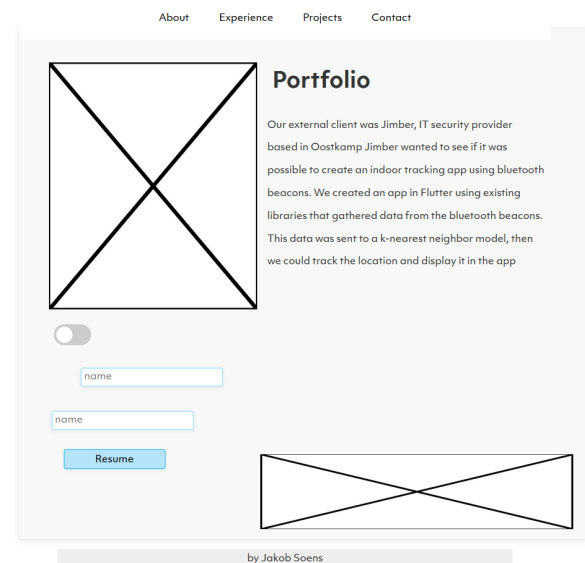 About Experience Projects Contact
Portfolio
Our external client was Jimber, IT security provider
based in Oostkamp Jimber wanted to see if it was
possible to create an indoor tracking app using bluetooth
beacons. We created an app in Flutter using existing
libraries that gathered data from the bluetooth beacons.
This data was sent to a k-nearest neighbor model, then
we could track the location and display it in the app
name
name
Resume
by Jakob Soens